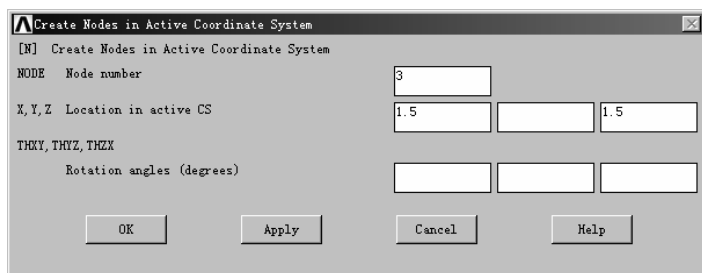 Create Nodes in Active Coordinate System
[N] Create Nodes in Active Coordinate System
NODE Node number 3
X,Y,Z Location in active CS 1.5 1.5
THXY,THYZ,THZX
Rotation angles (degrees)
OK Apply Cancel Help